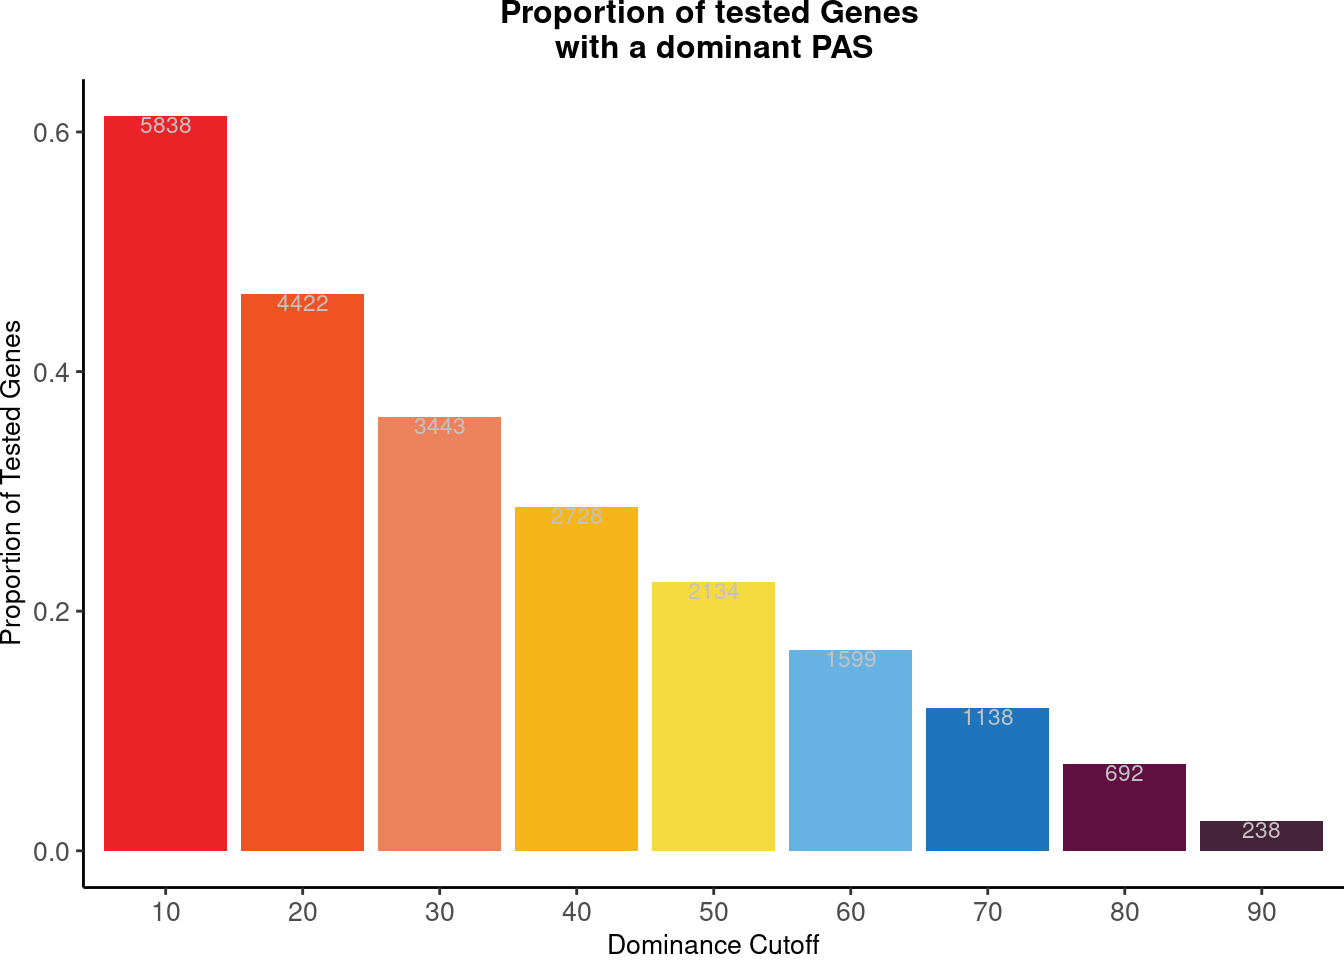 Proportion of tested Genes
with a dominant PAS
Proportion of Tested Genes
0.6
0.4
0.2
0.0
5838
4422
3443
2728
2134
1599
1138
692
238
10 20 30 40 50 60 70 80 90
Dominance Cutoff